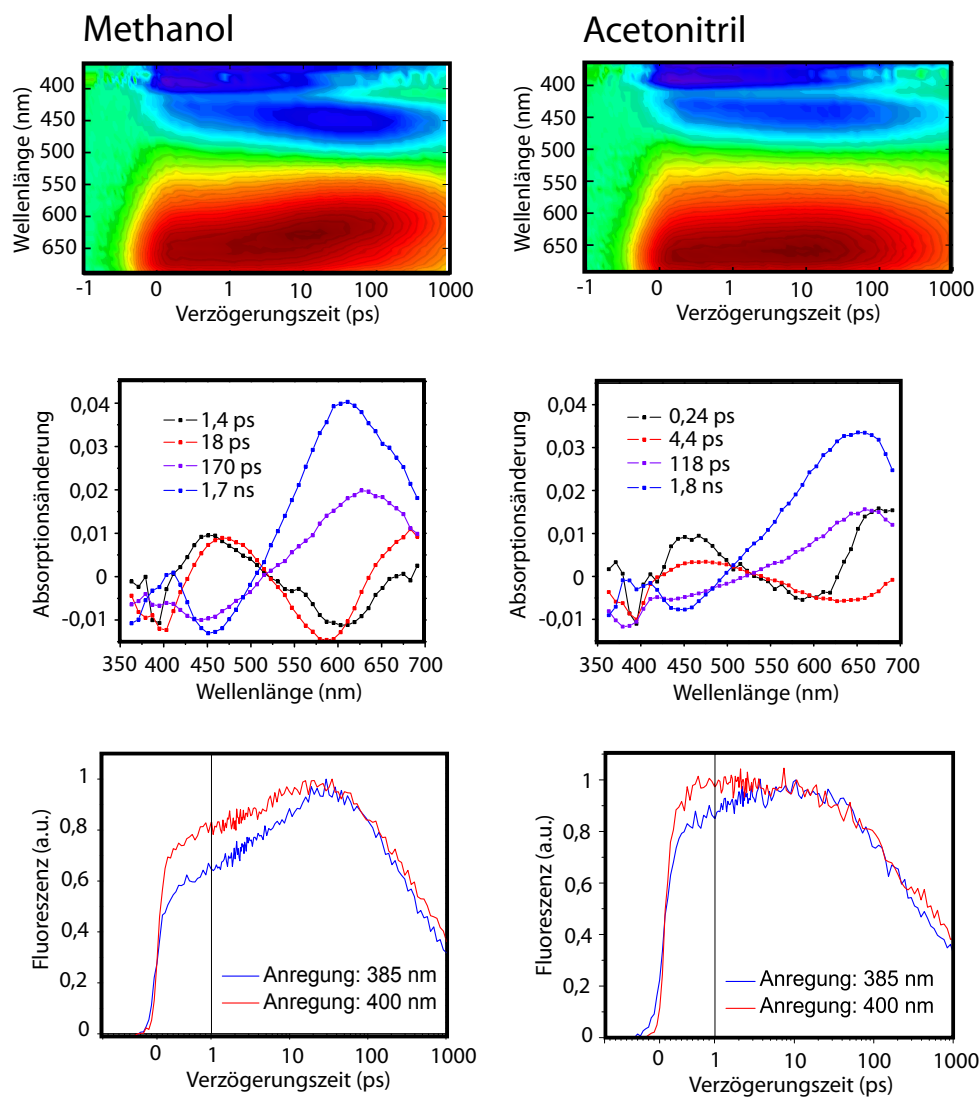 Methanol
Acetonitril
Wellenlänge (nm)
400
450
500
550
600
650
-1 0 1 10 100 1000
Verzögerungszeit (ps)
Wellenlänge (nm)
400
450
500
550
600
650
-1 0 1 10 100 1000
Verzögerungszeit (ps)
Absorptionsänderung
0,04
0,03
0,02
0,01
0
-0,01
1,4 ps
18 ps
170 ps
1,7 ns
350 400 450 500 550 600 650 700
Wellenlänge (nm)
Absorptionsänderung
0,04
0,03
0,02
0,01
0
-0,01
0,24 ps
4,4 ps
118 ps
1,8 ns
350 400 450 500 550 600 650 700
Wellenlänge (nm)
Fluoreszenz (a.u.)
1
0,8
0,6
0,4
0,2
0
Anregung: 385 nm
Anregung: 400 nm
0 1 10 100 1000
Verzögerungszeit (ps)
Fluoreszenz (a.u.)
1
0,8
0,6
0,4
0,2
0
Anregung: 385 nm
Anregung: 400 nm
0 1 10 100 1000
Verzögerungszeit (ps)